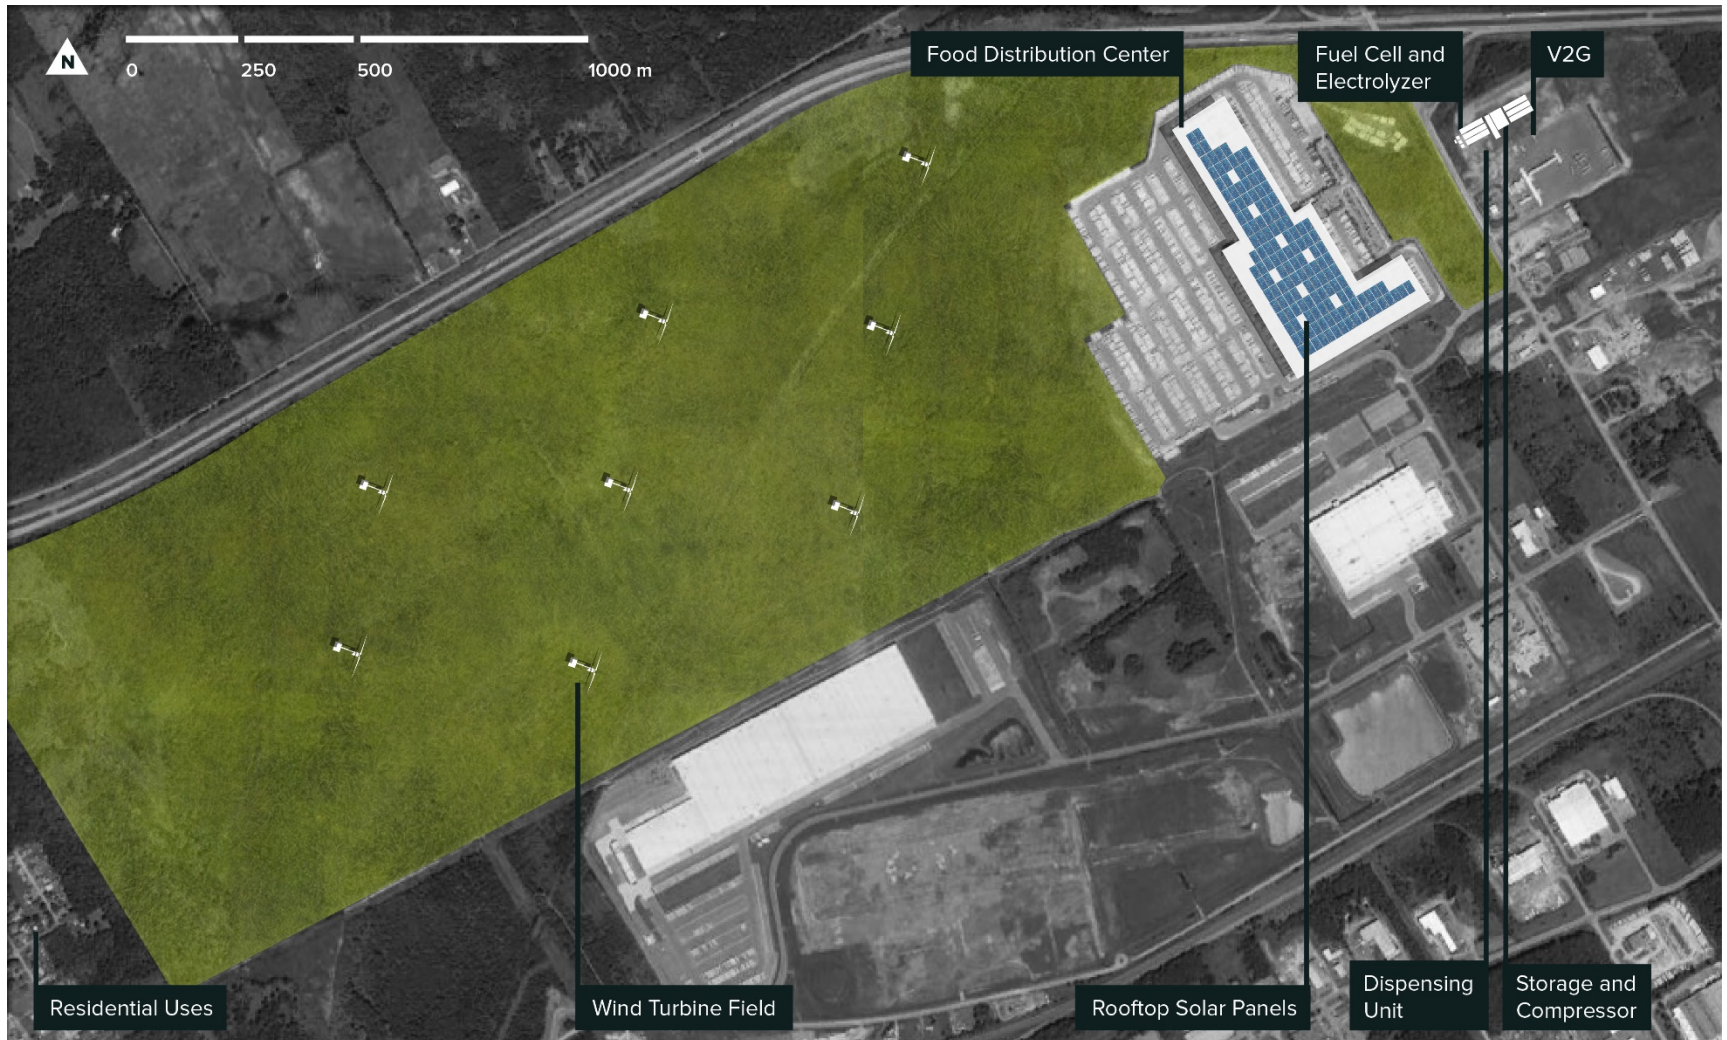 N
0 250 500 1000 m
Food Distribution Center
Fuel Cell and
Electrolyzer
V2G
Residential Uses
Wind Turbine Field
Rooftop Solar Panels
Dispensing
Unit
Storage and
Compressor